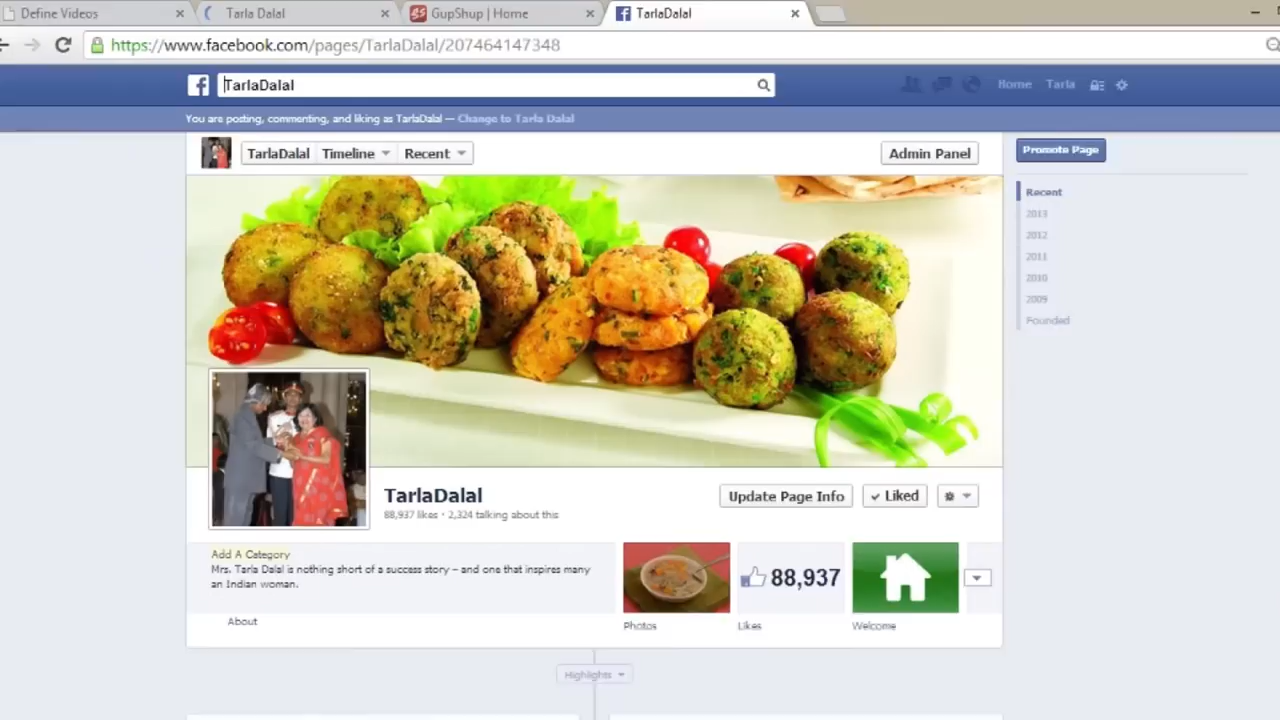 Define Videos
Tarla Dalal
GupShup | Home
TarlaDalal
https://www.facebook.com/pages/TarlaDalal/207464147348
TarlaDalal
Home
Tarla
You are posting, commenting, and liking as TarlaDalal — Change to Tarla Dalal
TarlaDalal
Timeline
Recent
Admin Panel
Promote Page
Recent
2013
2012
2011
2010
2009
Founded
TarlaDalal
88,937 likes · 2,324 talking about this
Update Page Info
Liked
Add A Category
Mrs. Tarla Dalal is nothing short of a success story – and one that inspires many
an Indian woman.
About
88,937
Photos
Likes
Welcome
Highlights